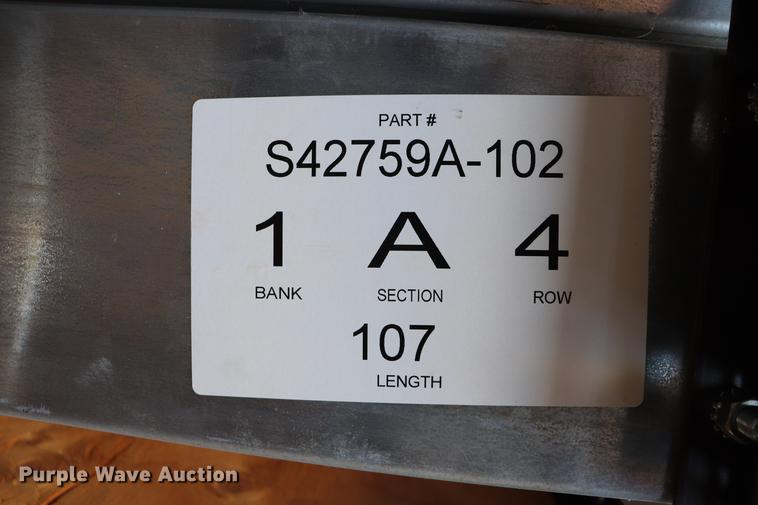 PART #
S42759A-102
1 A 4
BANK SECTION ROW
107
LENGTH
Purple Wave Auction